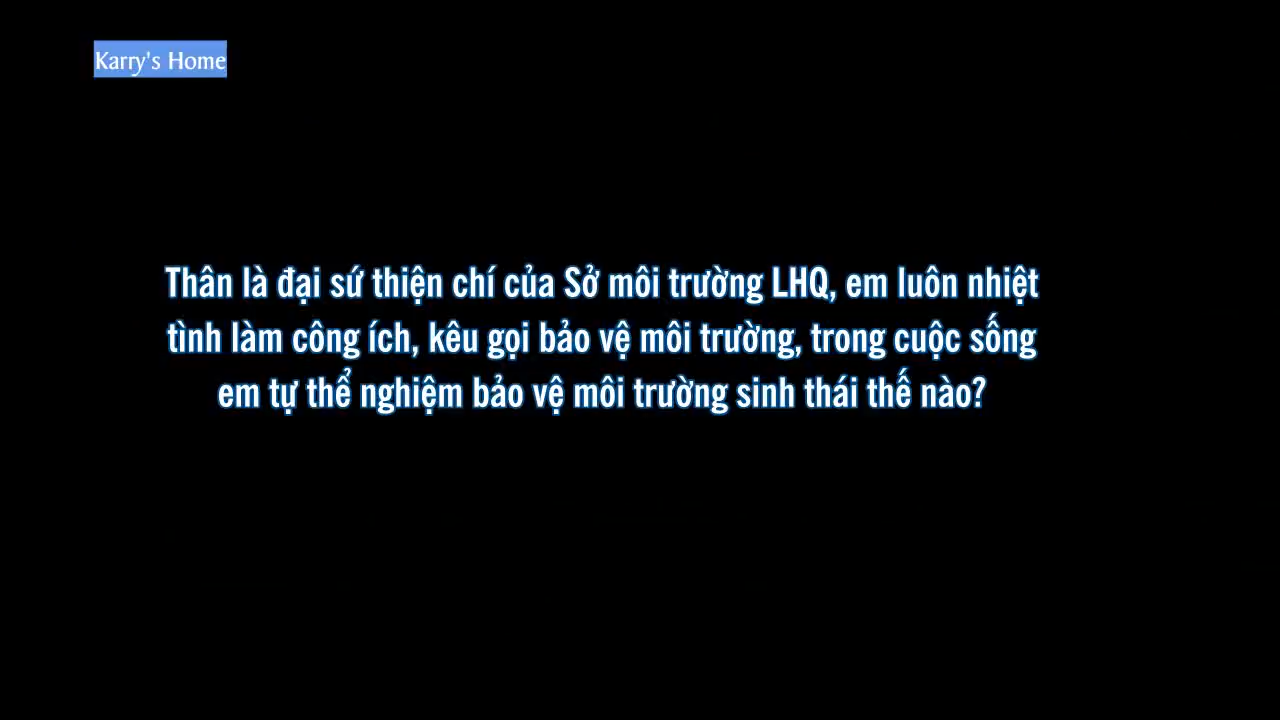 Karry's Home
Thân là đại sứ thiện chí của Sở môi trường LHQ, em luôn nhiệt
tình làm công ích, kêu gọi bảo vệ môi trường, trong cuộc sống
em tự thể nghiệm bảo vệ môi trường sinh thái thế nào?